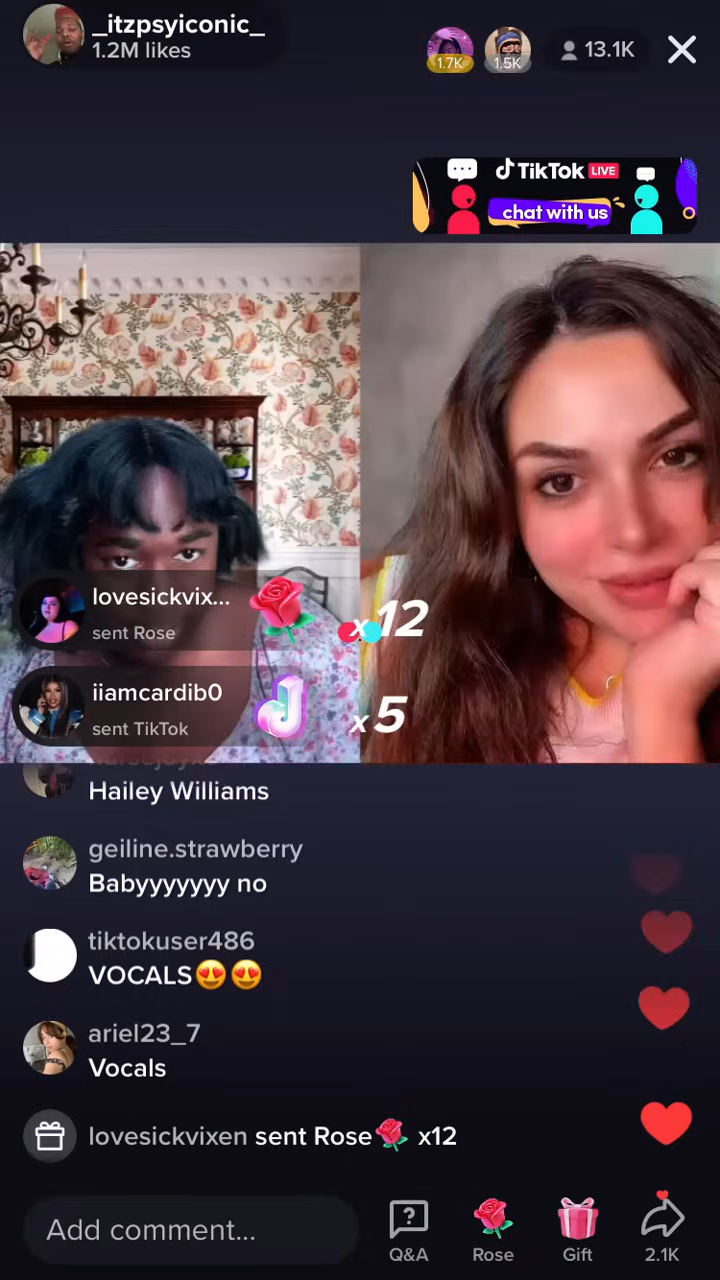 _itzpsyiconic_
1.2M likes
1.7K
1.5K
13.1K
TikTok LIVE
chat with us
lovesickvix...
sent Rose
x12
iiamcardib0
sent TikTok
x5
Hailey Williams
geiline.strawberry
Babyyyyyyy no
tiktokuser486
VOCALS😍😍
ariel23_7
Vocals
lovesickvixen sent Rose🌹 x12
Add comment...
Q&A
Rose
Gift
2.1K